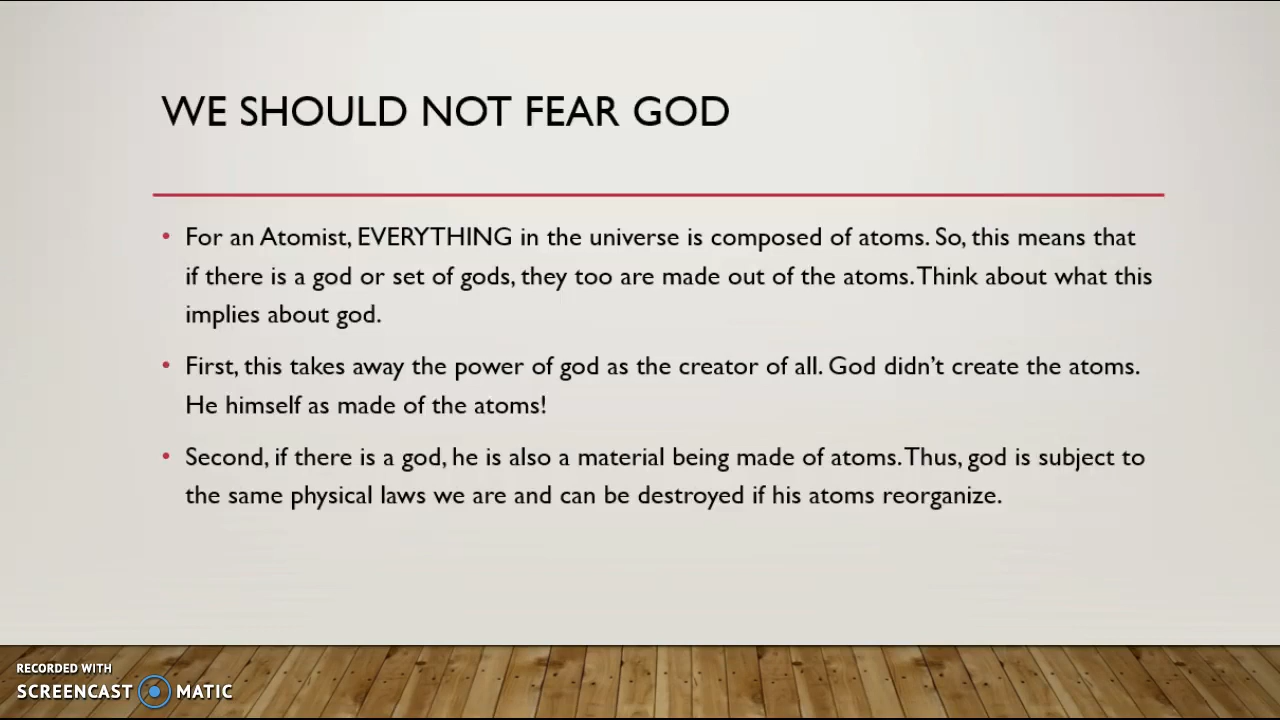 WE SHOULD NOT FEAR GOD
• For an Atomist, EVERYTHING in the universe is composed of atoms. So, this means that
if there is a god or set of gods, they too are made out of the atoms. Think about what this
implies about god.
• First, this takes away the power of god as the creator of all. God didn't create the atoms.
He himself as made of the atoms!
• Second, if there is a god, he is also a material being made of atoms. Thus, god is subject to
the same physical laws we are and can be destroyed if his atoms reorganize.
RECORDED WITH
SCREENCAST MATIC